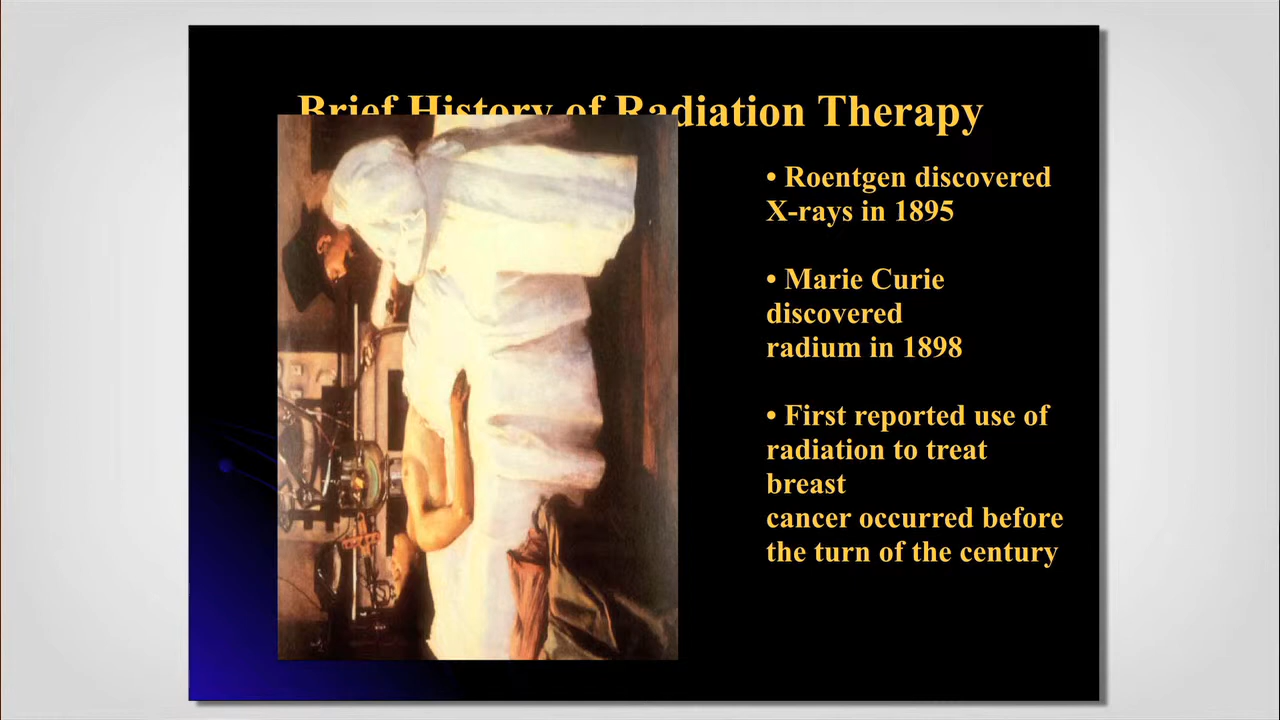 Brief History of Radiation Therapy
• Roentgen discovered
X-rays in 1895
• Marie Curie
discovered
radium in 1898
• First reported use of
radiation to treat
breast
cancer occurred before
the turn of the century